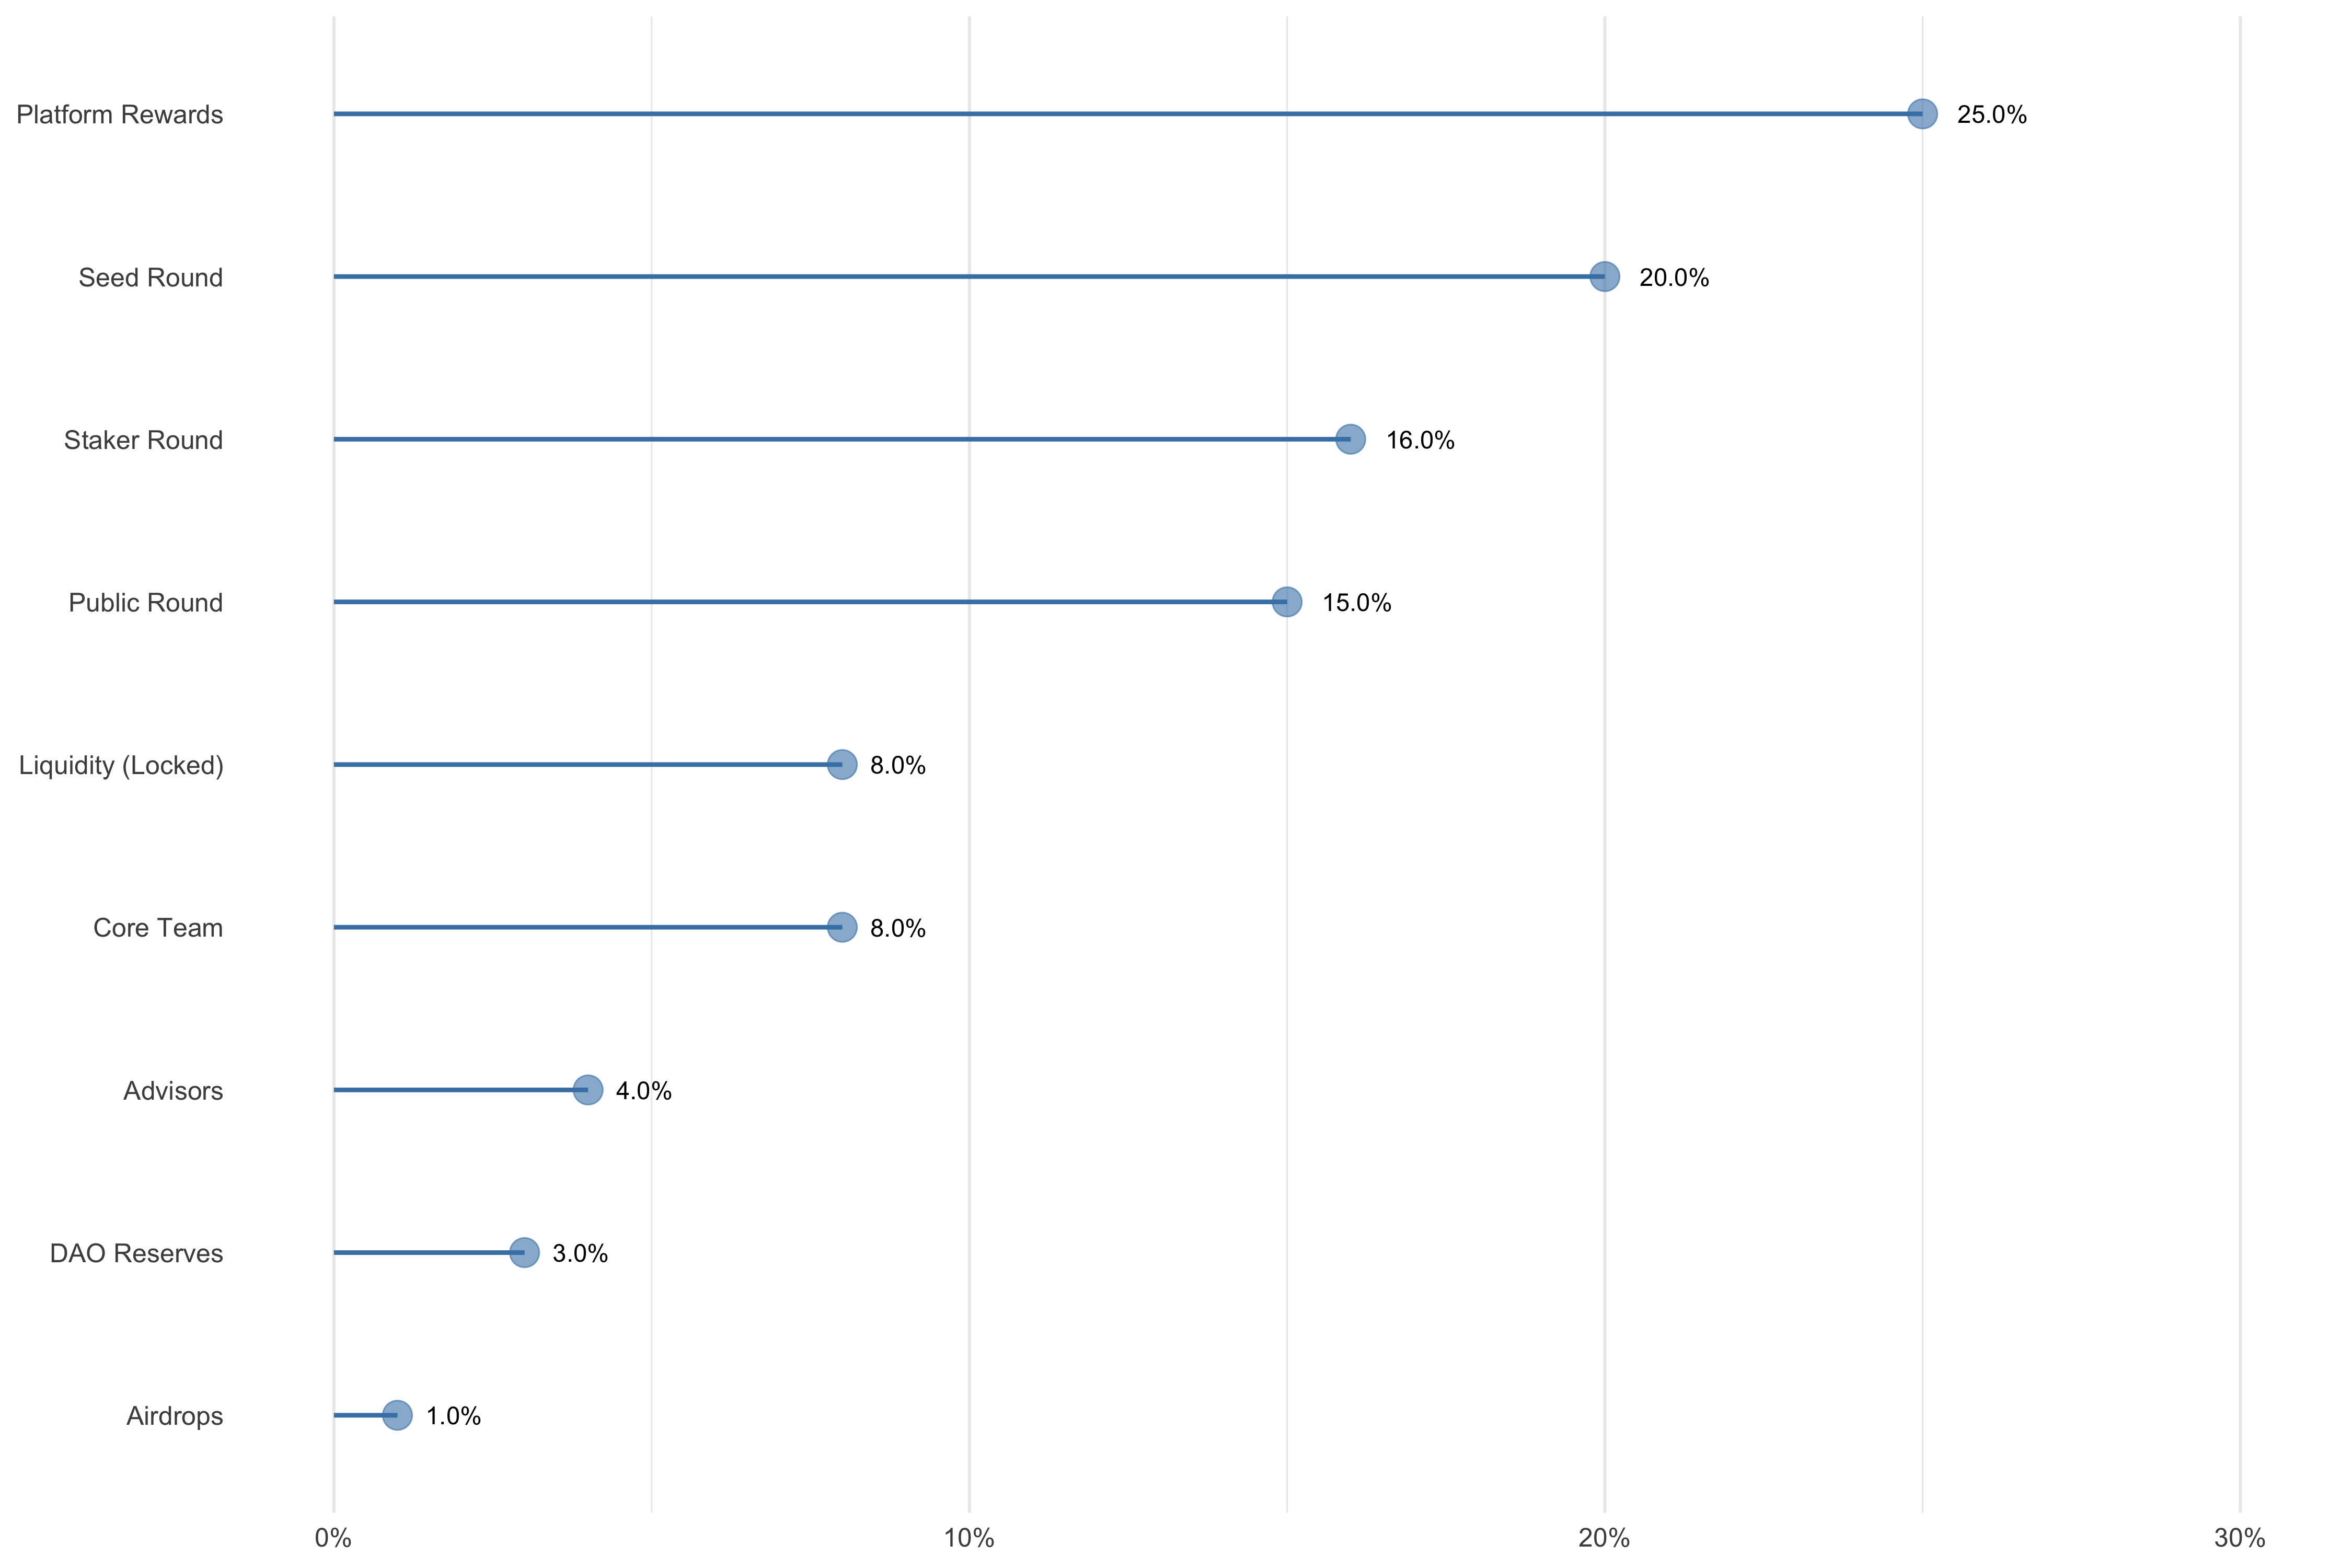 Platform Rewards 25.0%
Seed Round 20.0%
Staker Round 16.0%
Public Round 15.0%
Liquidity (Locked) 8.0%
Core Team 8.0%
Advisors 4.0%
DAO Reserves 3.0%
Airdrops 1.0%
0% 10% 20% 30%